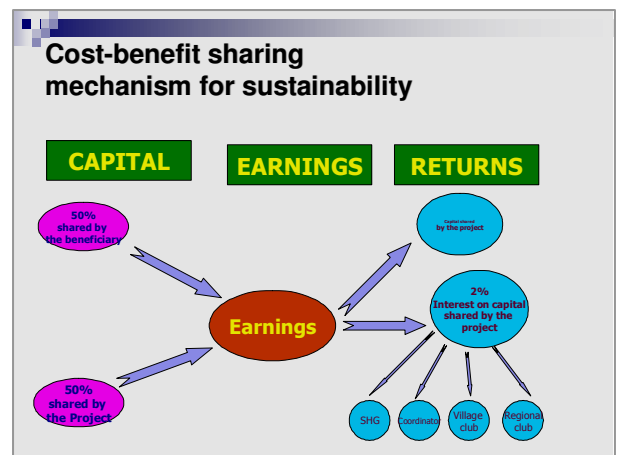 Cost-benefit sharing
mechanism for sustainability
CAPITAL
EARNINGS
RETURNS
50%
shared by
the beneficiary
Capital shared
by the project
Earnings
2%
Interest on capital
shared by the
project
50%
shared by
the Project
SHG
Coordinator
Village
club
Regional
club